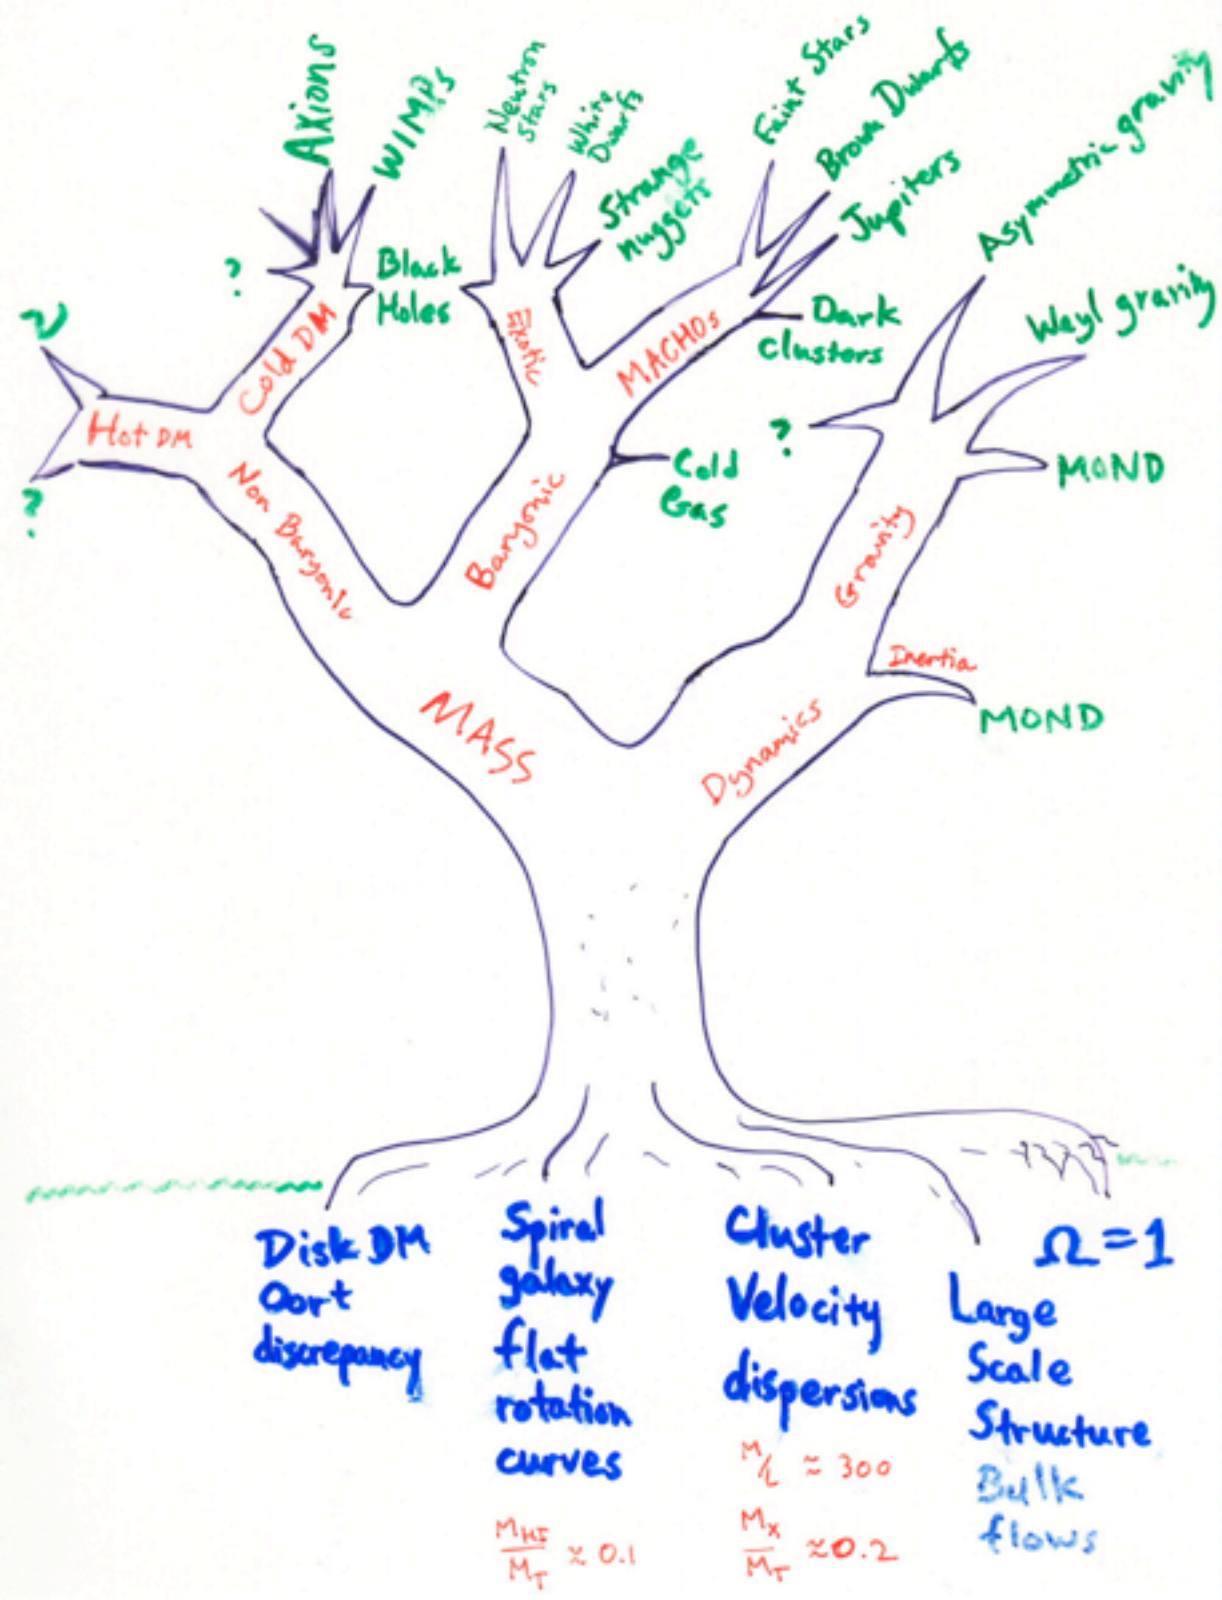 Axions
WIMPs
Neutron
Stars
White
Dwarfs
Strange
nuggets
Faint Stars
Brown Dwarfs
Jupiters
Asymmetric gravity
Weyl gravity
?
Black
Holes
Dark
clusters
ν
?
?
MOND
Cold
Gas
?
Cold DM
Hot DM
Exotic
MACHOs
Non Baryonic
Baryonic
Gravity
Inertia
MOND
MASS
Dynamics
Disk DM
Oort
discrepancy
Spiral
galaxy
flat
rotation
curves
M_HI/M_T ≈ 0.1
Cluster
Velocity
dispersions
M/L ≈ 300
M_X/M_T ≈ 0.2
Ω = 1
Large
Scale
Structure
Bulk
flows